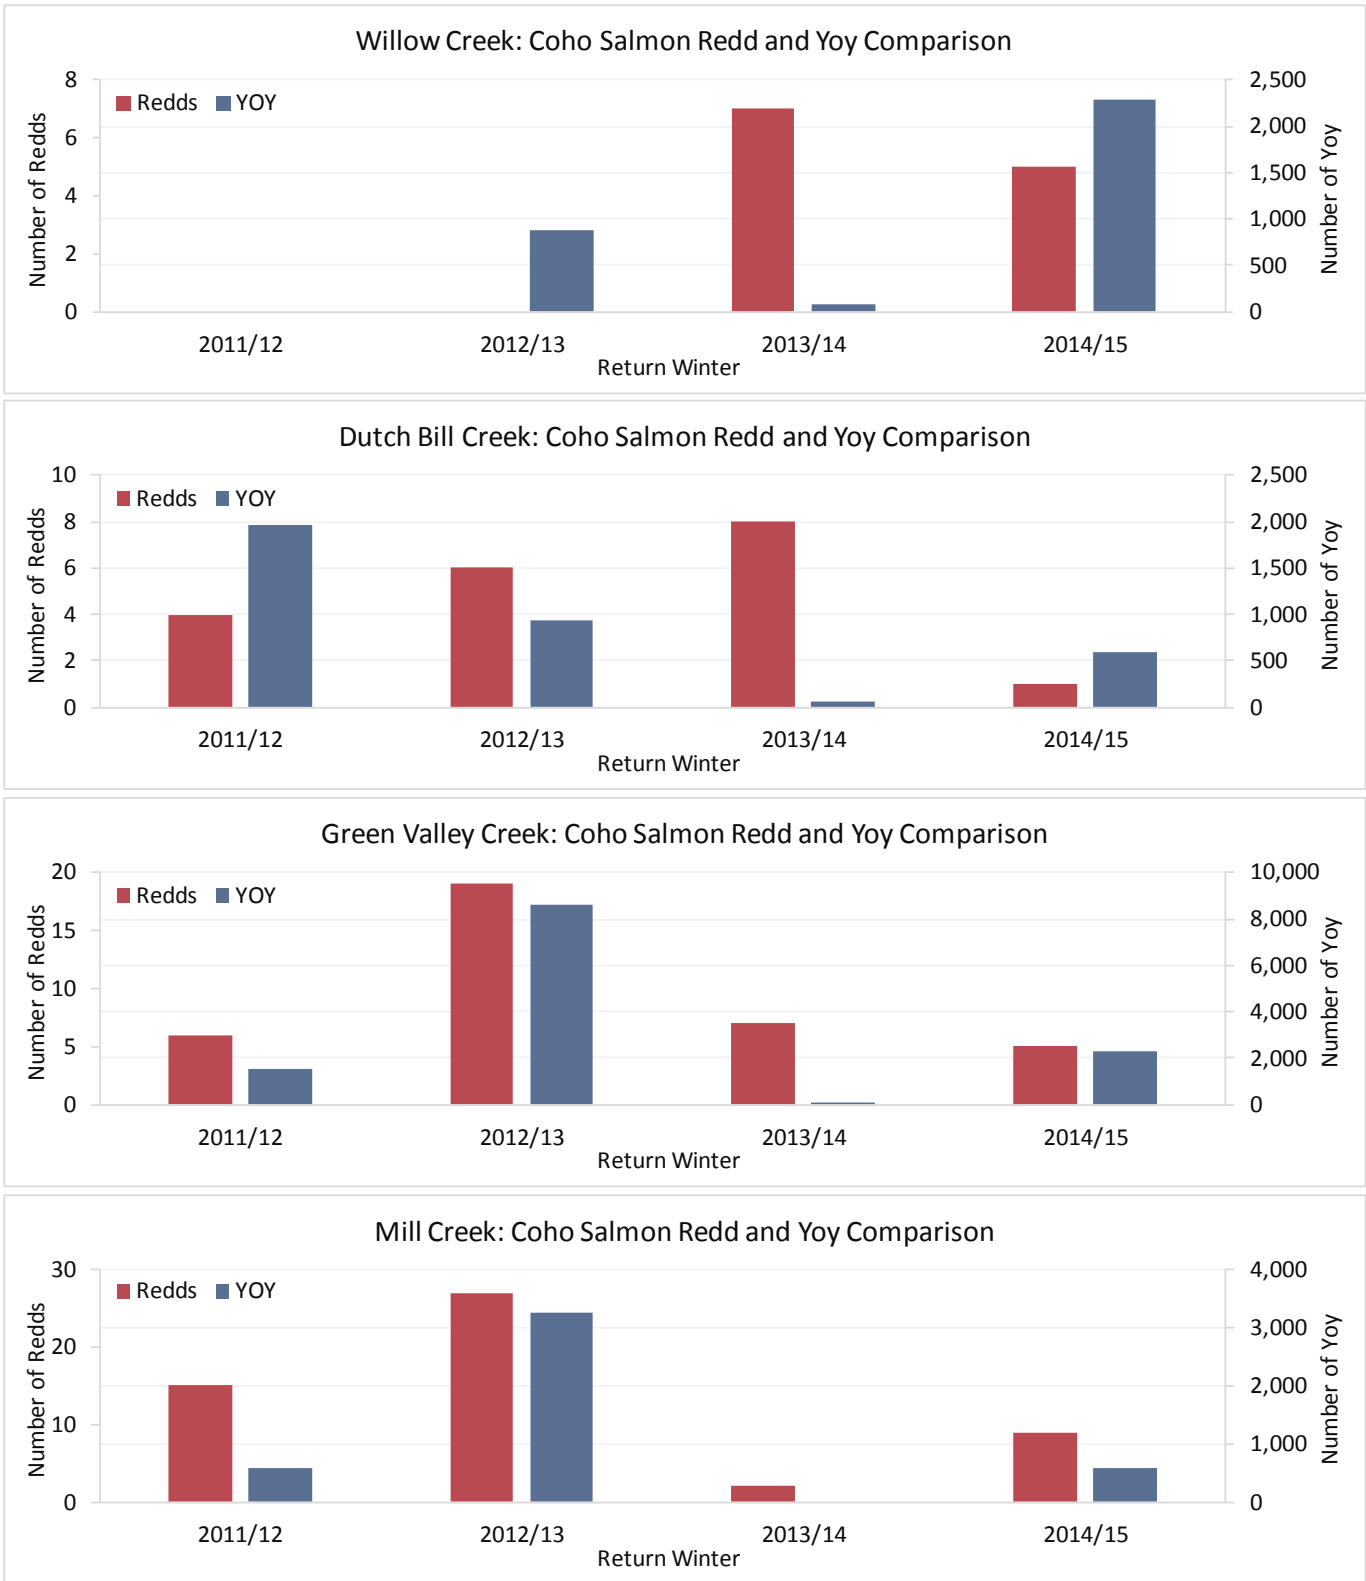 Willow Creek: Coho Salmon Redd and Yoy Comparison
Redds YOY
Number of Redds
8
6
4
2
0
2,500
2,000
1,500
1,000
500
0
Number of Yoy
2011/12 2012/13 2013/14 2014/15
Return Winter
Dutch Bill Creek: Coho Salmon Redd and Yoy Comparison
Redds YOY
Number of Redds
10
8
6
4
2
0
2,500
2,000
1,500
1,000
500
0
Number of Yoy
2011/12 2012/13 2013/14 2014/15
Return Winter
Green Valley Creek: Coho Salmon Redd and Yoy Comparison
Redds YOY
Number of Redds
20
15
10
5
0
10,000
8,000
6,000
4,000
2,000
0
Number of Yoy
2011/12 2012/13 2013/14 2014/15
Return Winter
Mill Creek: Coho Salmon Redd and Yoy Comparison
Redds YOY
Number of Redds
30
20
10
0
4,000
3,000
2,000
1,000
0
Number of Yoy
2011/12 2012/13 2013/14 2014/15
Return Winter